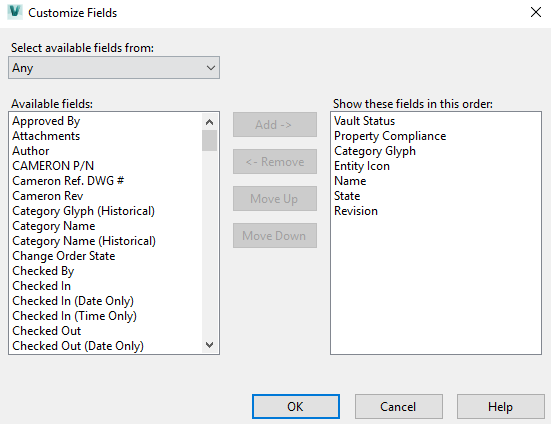 Customize Fields
Select available fields from:
Any
Available fields:
Approved By
Attachments
Author
CAMERON P/N
Cameron Ref. DWG #
Cameron Rev
Category Glyph (Historical)
Category Name
Category Name (Historical)
Change Order State
Checked By
Checked In
Checked In (Date Only)
Checked In (Time Only)
Checked Out
Checked Out (Date Only)
Add ->
<- Remove
Move Up
Move Down
Show these fields in this order:
Vault Status
Property Compliance
Category Glyph
Entity Icon
Name
State
Revision
OK
Cancel
Help